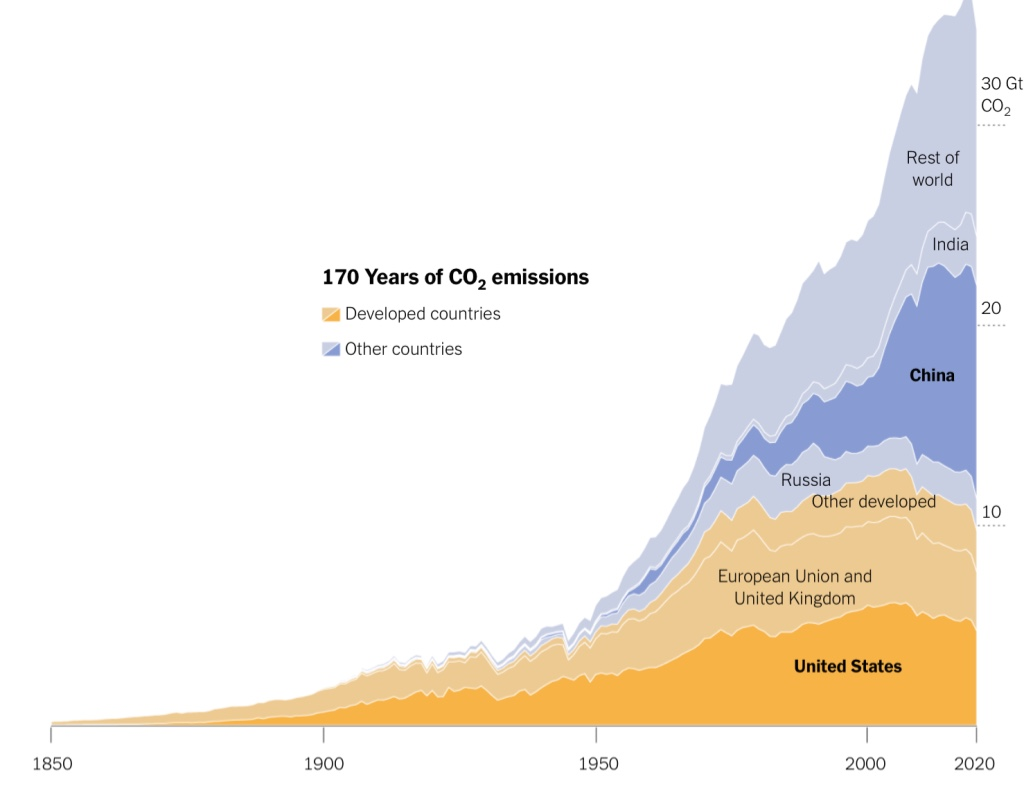 30 Gt
CO₂
Rest of
world
India
170 Years of CO₂ emissions
Developed countries
Other countries
20
China
Russia
Other developed
10
European Union and
United Kingdom
United States
1850
1900
1950
2000
2020